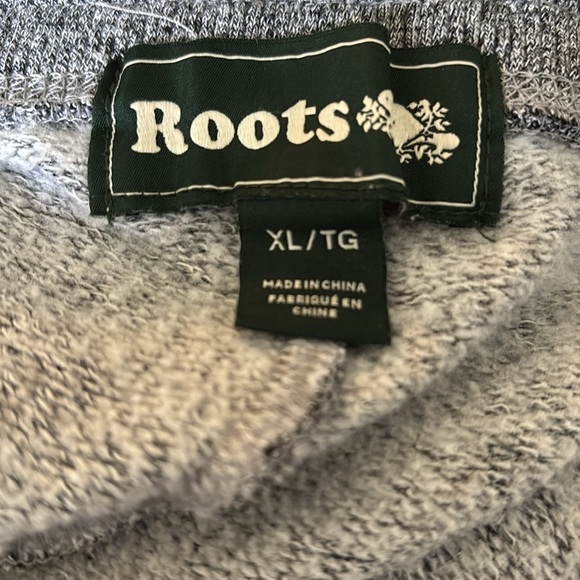 Roots
XL/TG
MADE IN CHINA
FABRIQUÉ EN
CHINE